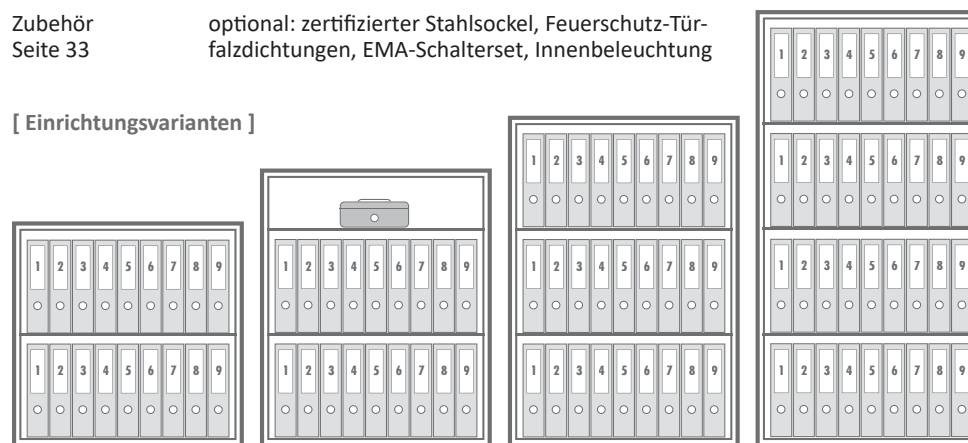 Zubehör optional: zertifizierter Stahlsockel, Feuerschutz-Tür-
Seite 33 falzdichtungen, EMA-Schalterset, Innenbeleuchtung
[ Einrichtungsvarianten ]
1 2 3 4 5 6 7 8 9
1 2 3 4 5 6 7 8 9
1 2 3 4 5 6 7 8 9
1 2 3 4 5 6 7 8 9
1 2 3 4 5 6 7 8 9
1 2 3 4 5 6 7 8 9
1 2 3 4 5 6 7 8 9
1 2 3 4 5 6 7 8 9
1 2 3 4 5 6 7 8 9
1 2 3 4 5 6 7 8 9
1 2 3 4 5 6 7 8 9